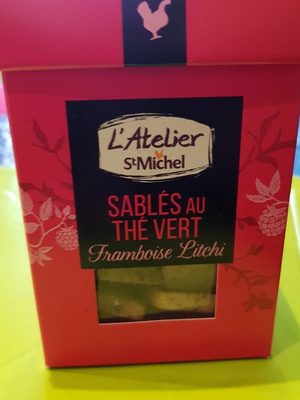 L'Atelier
St Michel
SABLÉS AU
THÉ VERT
Framboise Litchi